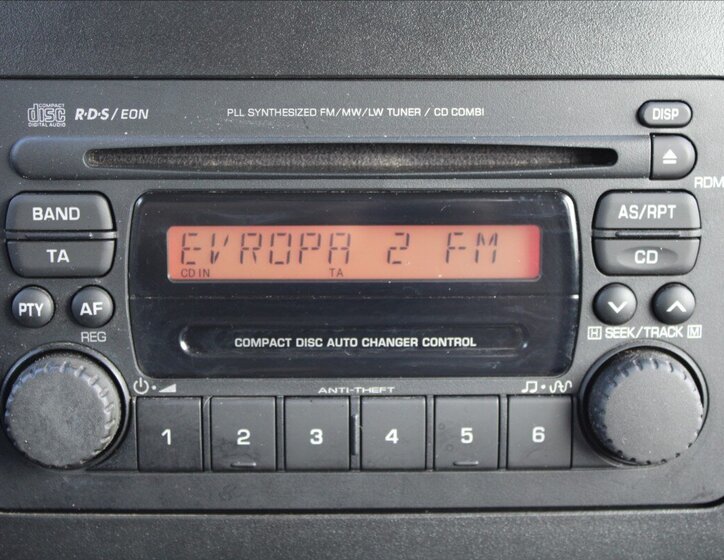 COMPACT
disc
DIGITAL AUDIO
R·D·S/EON
PLL SYNTHESIZED FM/MW/LW TUNER / CD COMBI
DISP
RDM
BAND
AS/RPT
EVROPA 2 FM
TA
CD
CD IN
TA
PTY
AF
REG
H SEEK/TRACK M
COMPACT DISC AUTO CHANGER CONTROL
ANTI-THEFT
1
2
3
4
5
6